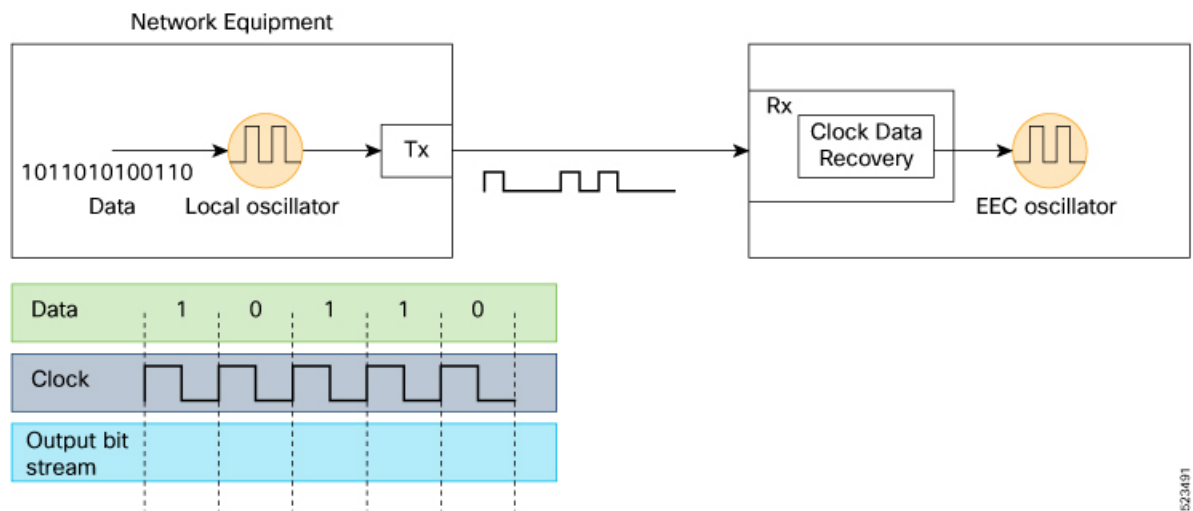 Network Equipment
1011010100110
Data
Local oscillator
Tx
Rx
Clock Data
Recovery
EEC oscillator
Data 1 0 1 1 0
Clock
Output bit
stream
523491